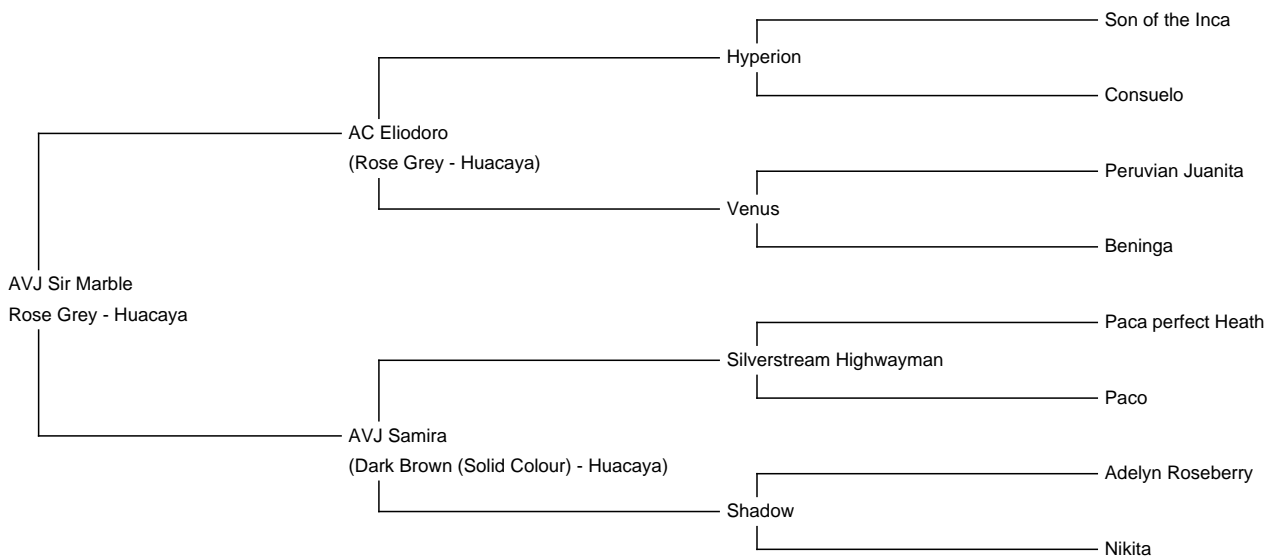 Son of the Inca
Hyperion
Consuelo
AC Eliodoro
(Rose Grey - Huacaya)
Peruvian Juanita
Venus
Beninga
AVJ Sir Marble
Rose Grey - Huacaya
Paca perfect Heath
Silverstream Highwayman
Paco
AVJ Samira
(Dark Brown (Solid Colour) - Huacaya)
Adelyn Roseberry
Shadow
Nikita